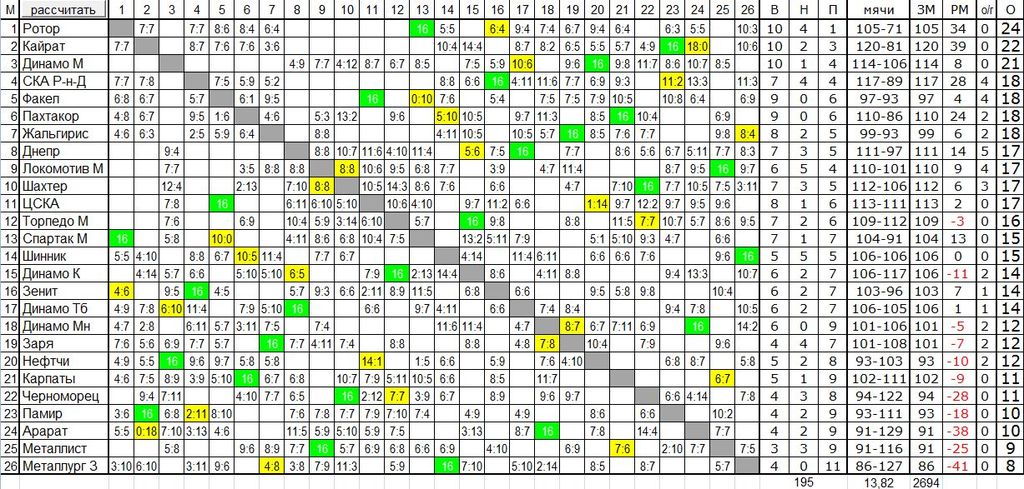 М рассчитать 1 2 3 4 5 6 7 8 9 10 11 12 13 14 15 16 17 18 19 20 21 22 23 24 25 26 В Н П мячи ЗМ РМ о/г О
1 Ротор 7:7 4:7 8:6 8:4 6:4 16 5:5 6:4 9:4 7:4 6:7 9:4 6:4 6:3 5:5 10:3 10 4 1 105-71 105 34 0 24
2 Кайрат 7:7 8:4 7:6 7:6 3:6 10:4 14:4 8:7 8:2 6:5 5:5 5:7 4:9 16 18:0 10:6 10 2 3 120-81 120 39 0 22
3 Динамо М 4:9 7:7 4:12 8:7 6:7 8:5 7:5 5:9 10:6 9:6 16 9:8 11:7 8:6 10:7 8:5 10 1 4 114-106 114 8 0 21
4 СКА Р-н-Д 7:7 7:8 7:5 5:9 5:2 8:8 6:6 16 4:11 11:6 7:7 6:9 9:3 11:2 13:3 11:3 7 4 4 117-89 117 28 4 18
5 Факел 6:8 6:7 5:7 6:1 9:5 11 0:10 7:6 5:4 7:5 7:5 7:9 10:5 10:8 6:4 6:9 9 0 6 97-93 97 4 4 18
6 Пахтакор 4:8 6:7 9:5 1:6 4:6 5:3 13:2 9:6 5:10 10:5 9:7 11:3 8:5 16 10:4 6:9 9 0 6 110-86 110 24 2 18
7 Жальгирис 4:6 6:3 2:5 5:9 6:4 8:8 4:11 10:5 10:5 5:7 16 8:5 7:6 7:7 9:8 8:4 8 2 5 99-93 99 6 2 18
8 Днепр 9:4 8:8 10:7 11:6 4:10 11:4 5:6 7:5 16 7:7 8:6 5:6 6:7 5:11 7:7 8:3 7 3 5 111-97 111 14 5 17
9 Локомотив М 7:7 3:5 8:8 8:8 10:6 9:5 6:8 7:7 3:9 4:7 11:4 8:7 9:5 16 9:7 6 5 4 110-101 110 9 4 17
10 Шахтер 12:4 2:13 7:10 8:8 10:5 14:3 8:6 7:6 6:6 4:7 7:10 16 7:7 10:5 7:5 3:11 7 3 5 112-106 112 6 3 17
11 ЦСКА 7:8 16 6:11 6:10 5:10 10:6 4:10 9:7 11:2 6:6 1:14 9:7 12:2 9:7 9:5 9:6 8 1 6 113-111 113 2 0 17
12 Торпедо М 7:6 6:9 10:4 5:9 3:14 6:10 5:7 16 9:8 8:8 11:5 7:2 10:7 5:7 8:6 9:5 7 2 6 109-112 109 -3 0 16
13 Спартак М 16 5:8 10:0 4:11 8:6 6:8 10:4 7:5 13:2 5:11 7:9 5:1 5:10 9:3 4:7 6:6 7 1 7 104-91 104 13 0 15
14 Шинник 5:5 4:10 8:8 6:7 10:5 11:4 7:7 6:7 4:17 11:4 6:11 6:6 6:6 7:6 9:6 16 5 5 5 106-106 106 0 0 15
15 Динамо К 4:14 5:7 6:6 5:10 5:10 6:5 7:9 16 2:13 14:4 8:6 4:11 8:8 9:4 13:3 10:7 6 2 7 106-117 106 -11 2 14
16 Зенит 4:6 9:5 16 4:5 5:7 9:3 6:6 2:11 8:9 11:5 6:8 6:6 9:5 5:8 9:8 10:4 6 2 7 103-96 103 7 1 14
17 Динамо Тб 4:9 7:8 6:10 11:4 7:9 5:10 16 6:6 9:7 4:11 6:6 7:4 8:4 9:4 7:8 10:5 6 2 7 106-105 106 1 1 14
18 Динамо Мн 4:7 2:8 6:11 5:7 3:11 7:5 7:4 11:6 11:4 4:7 8:7 6:7 7:11 6:9 16 14:2 6 0 9 101-106 101 -5 2 12
19 Заря 7:6 5:6 6:9 7:7 5:7 16 7:7 4:11 7:4 8:8 8:8 4:8 7:8 10:4 7:9 4:6 4 4 7 101-108 101 -7 2 12
20 Нефтчи 4:9 5:5 16 9:6 9:7 5:8 5:8 14:1 1:5 6:6 5:9 7:6 4:10 6:8 8:7 5:8 5 2 8 93-103 93 -10 2 12
21 Карпаты 4:6 7:5 8:9 3:9 5:10 16 6:7 6:8 10:7 7:9 5:11 10:5 6:6 8:5 11:7 6:7 5 1 9 102-111 102 -9 0 11
22 Черноморец 9:4 7:11 4:10 7:7 6:5 16 2:12 7:7 3:9 6:7 8:9 9:6 9:7 6:6 4:14 7:8 4 3 8 94-122 94 -28 0 11
23 Памир 3:6 16 6:8 2:11 8:10 7:6 7:8 7:7 7:9 7:10 7:4 4:9 4:9 8:6 6:6 10:2 4 2 9 93-111 93 -18 0 10
24 Арарат 5:5 0:18 7:10 3:13 4:6 11:5 5:9 5:10 5:9 7:5 3:13 8:7 16 7:8 14:4 7:7 4 2 9 91-129 91 -38 0 10
25 Металлист 5:8 9:6 8:9 7:7 16 5:7 5:9 6:8 6:6 4:10 6:9 7:6 2:10 7:7 5:7 3 3 9 91-116 91 -25 0 9
26 Металлург З 3:10 6:10 3:11 9:6 4:8 3:8 7:9 11:3 5:9 16 7:10 5:10 2:14 8:5 8:7 5:7 4 0 11 86-127 86 -41 0 8
195 13,82 2694